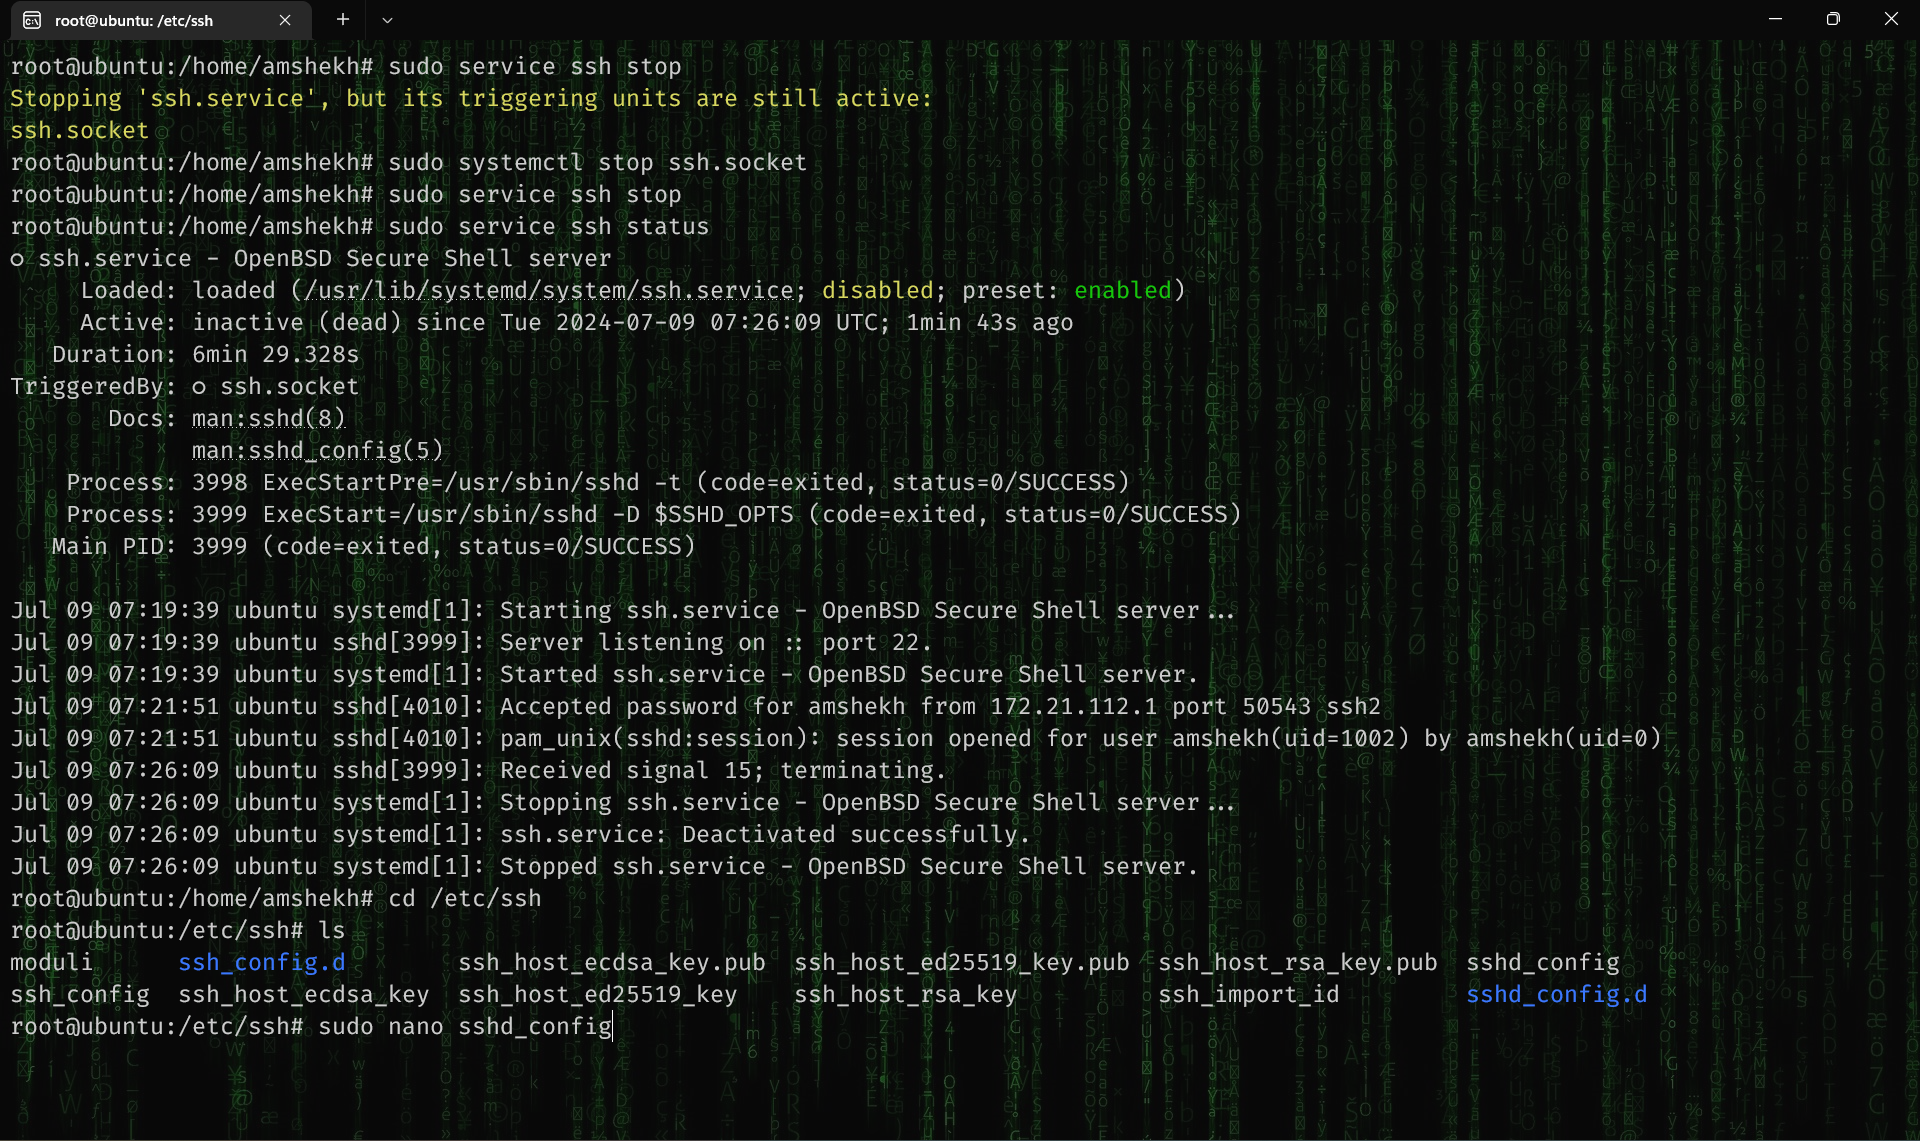 root@ubuntu: /etc/ssh
root@ubuntu:/home/amshekh# sudo service ssh stop
Stopping 'ssh.service', but its triggering units are still active:
ssh.socket
root@ubuntu:/home/amshekh# sudo systemctl stop ssh.socket
root@ubuntu:/home/amshekh# sudo service ssh stop
root@ubuntu:/home/amshekh# sudo service ssh status
○ ssh.service - OpenBSD Secure Shell server
     Loaded: loaded (/usr/lib/systemd/system/ssh.service; disabled; preset: enabled)
     Active: inactive (dead) since Tue 2024-07-09 07:26:09 UTC; 1min 43s ago
   Duration: 6min 29.328s
TriggeredBy: ○ ssh.socket
       Docs: man:sshd(8)
             man:sshd_config(5)
    Process: 3998 ExecStartPre=/usr/sbin/sshd -t (code=exited, status=0/SUCCESS)
    Process: 3999 ExecStart=/usr/sbin/sshd -D $SSHD_OPTS (code=exited, status=0/SUCCESS)
   Main PID: 3999 (code=exited, status=0/SUCCESS)
Jul 09 07:19:39 ubuntu systemd[1]: Starting ssh.service - OpenBSD Secure Shell server...
Jul 09 07:19:39 ubuntu sshd[3999]: Server listening on :: port 22.
Jul 09 07:19:39 ubuntu systemd[1]: Started ssh.service - OpenBSD Secure Shell server.
Jul 09 07:21:51 ubuntu sshd[4010]: Accepted password for amshekh from 172.21.112.1 port 50543 ssh2
Jul 09 07:21:51 ubuntu sshd[4010]: pam_unix(sshd:session): session opened for user amshekh(uid=1002) by amshekh(uid=0)
Jul 09 07:26:09 ubuntu sshd[3999]: Received signal 15; terminating.
Jul 09 07:26:09 ubuntu systemd[1]: Stopping ssh.service - OpenBSD Secure Shell server...
Jul 09 07:26:09 ubuntu systemd[1]: ssh.service: Deactivated successfully.
Jul 09 07:26:09 ubuntu systemd[1]: Stopped ssh.service - OpenBSD Secure Shell server.
root@ubuntu:/home/amshekh# cd /etc/ssh
root@ubuntu:/etc/ssh# ls
moduli      ssh_config.d        ssh_host_ecdsa_key.pub  ssh_host_ed25519_key.pub  ssh_host_rsa_key.pub  sshd_config
ssh_config  ssh_host_ecdsa_key  ssh_host_ed25519_key    ssh_host_rsa_key          ssh_import_id         sshd_config.d
root@ubuntu:/etc/ssh# sudo nano sshd_config